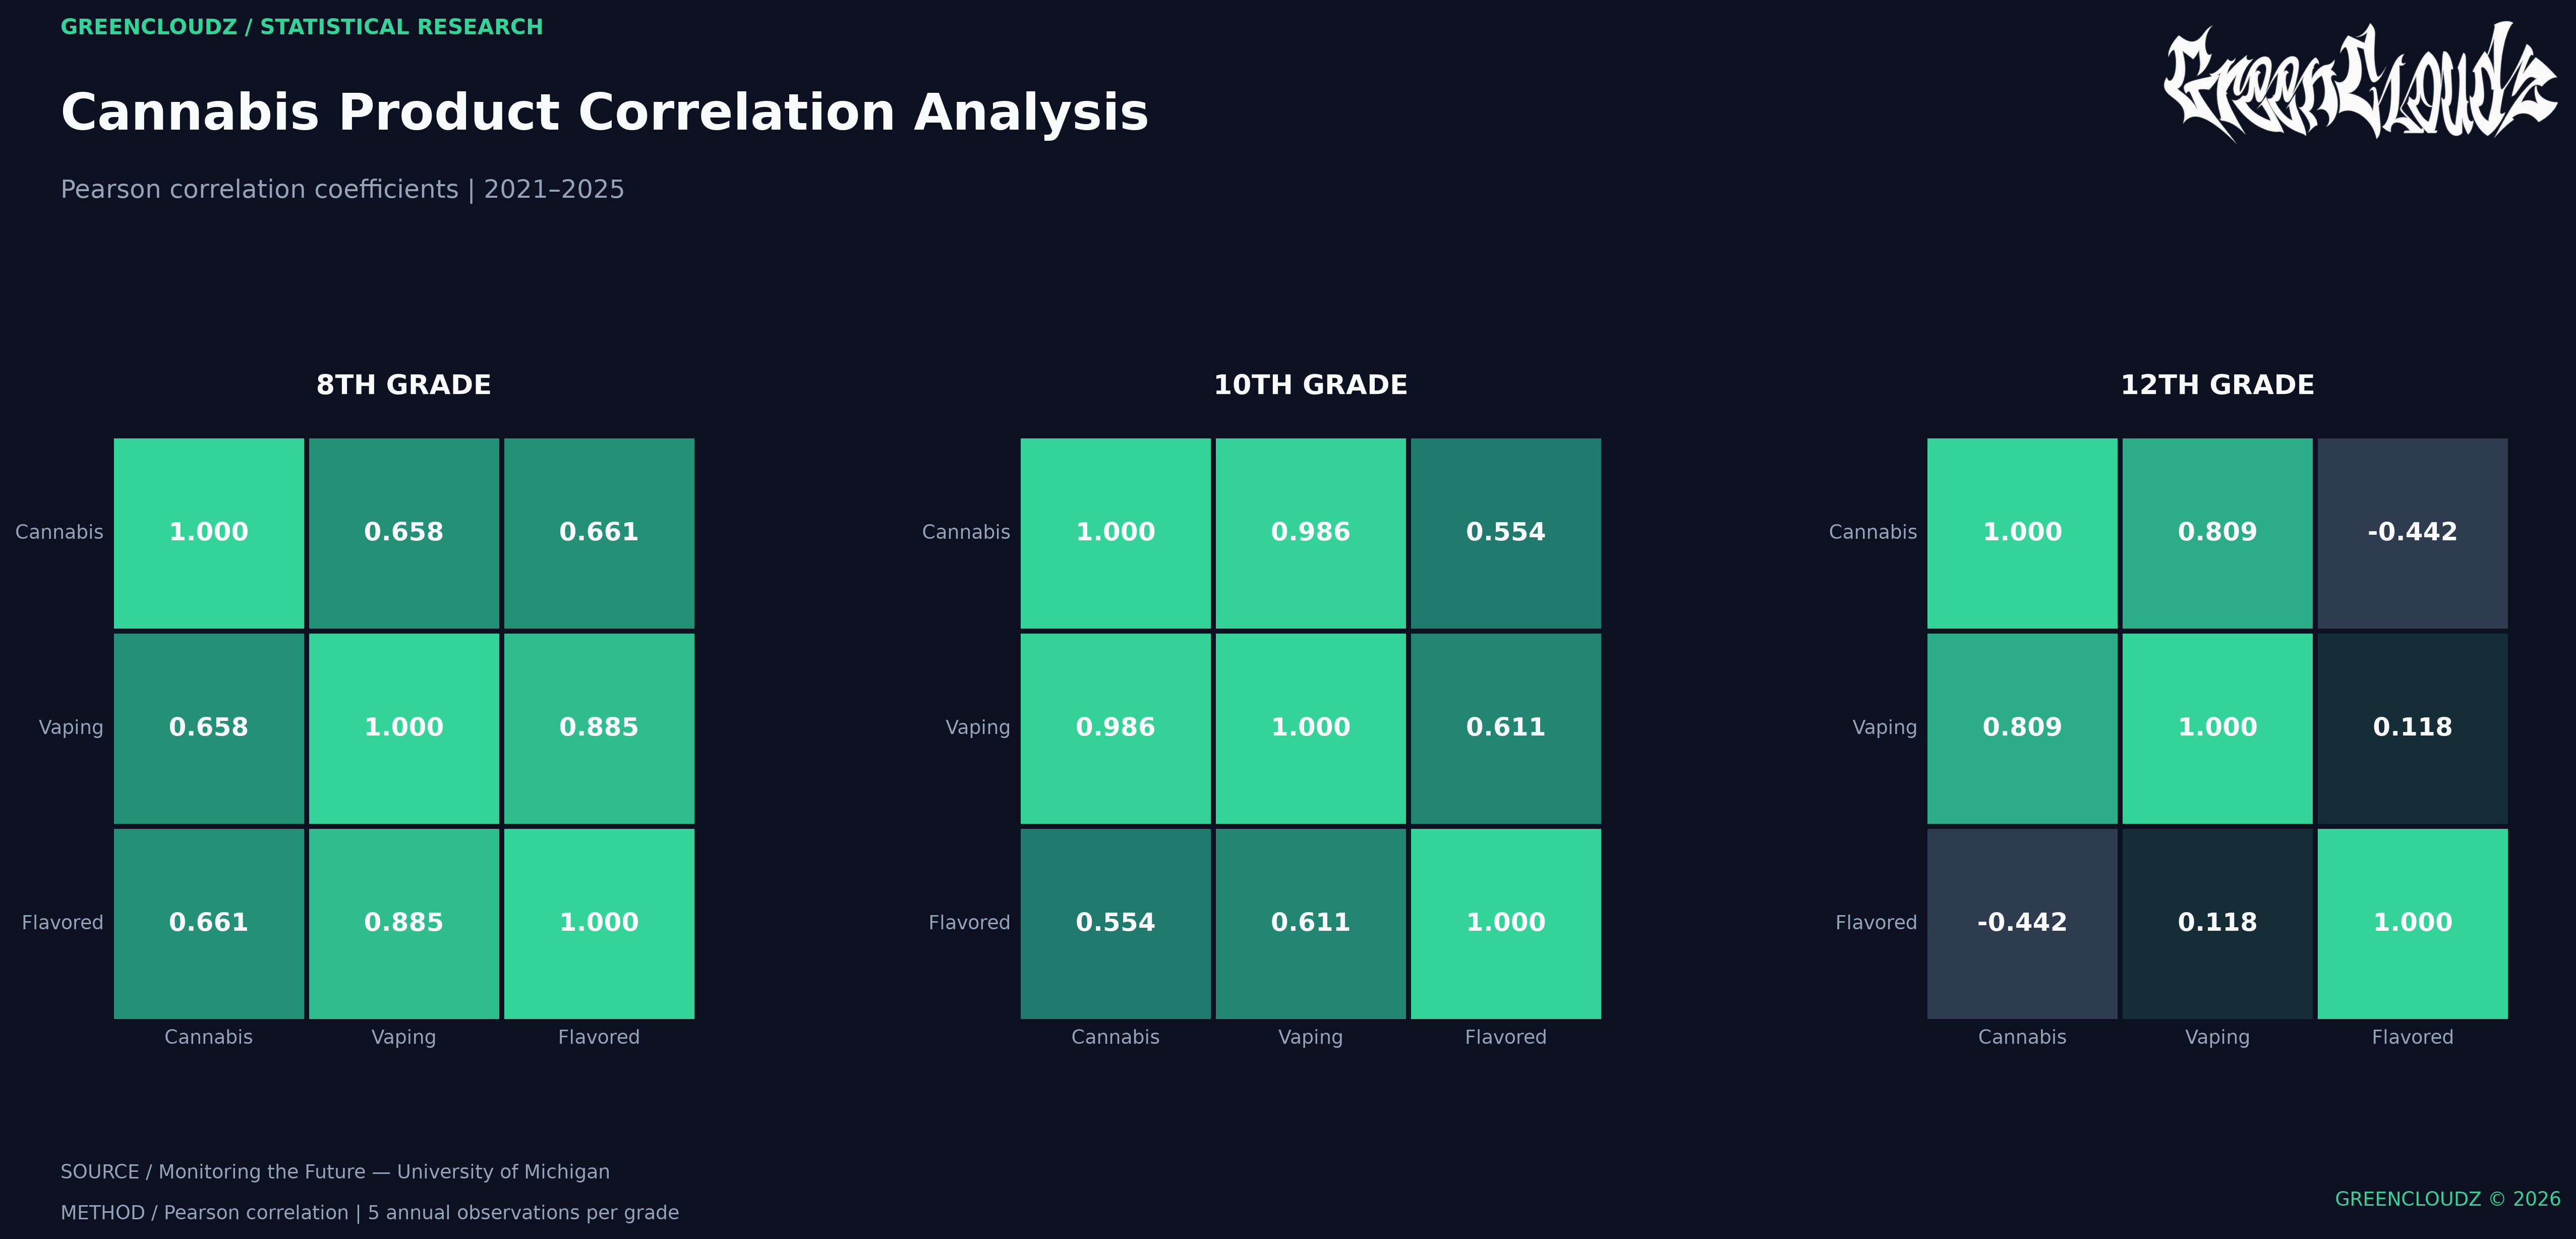 GREENCLOUDZ / STATISTICAL RESEARCH
GreenCloudz
Cannabis Product Correlation Analysis
Pearson correlation coefficients | 2021–2025
8TH GRADE
Cannabis 1.000 0.658 0.661
Vaping 0.658 1.000 0.885
Flavored 0.661 0.885 1.000
Cannabis Vaping Flavored
10TH GRADE
Cannabis 1.000 0.986 0.554
Vaping 0.986 1.000 0.611
Flavored 0.554 0.611 1.000
Cannabis Vaping Flavored
12TH GRADE
Cannabis 1.000 0.809 -0.442
Vaping 0.809 1.000 0.118
Flavored -0.442 0.118 1.000
Cannabis Vaping Flavored
SOURCE / Monitoring the Future — University of Michigan
METHOD / Pearson correlation | 5 annual observations per grade
GREENCLOUDZ © 2026